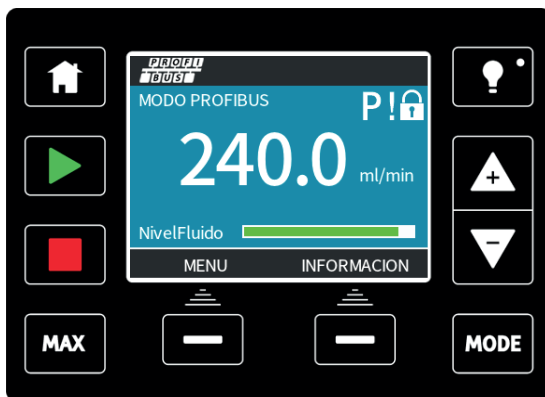 PROFI
BUS
MODO PROFIBUS
P!
240.0 ml/min
NivelFluido
MENU INFORMACION
MAX
MODE